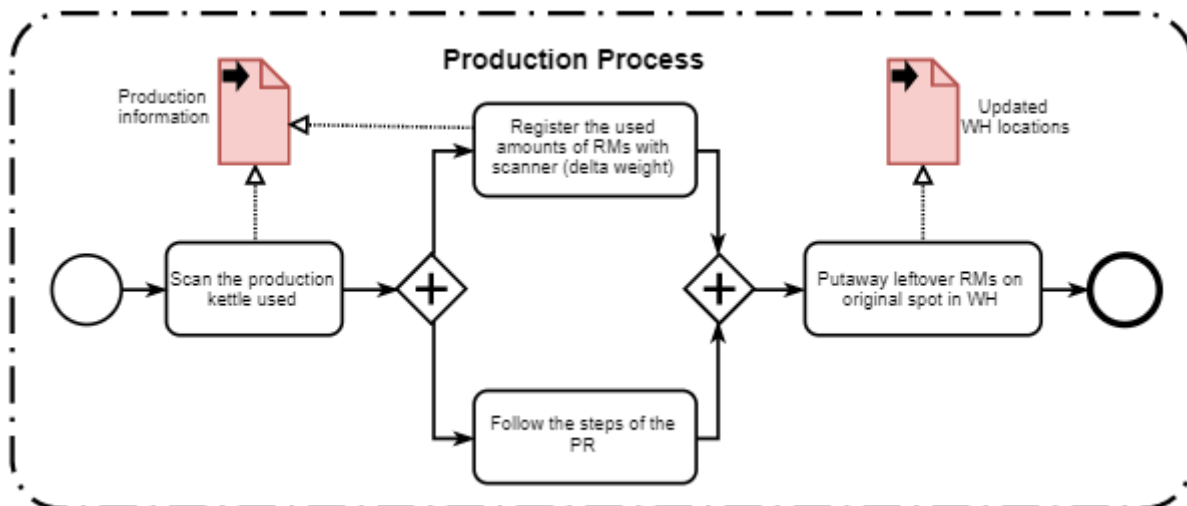 Production Process
Production
information
Register the used
amounts of RMs with
scanner (delta weight)
Updated
WH locations
Scan the production
kettle used
Putaway leftover RMs on
original spot in WH
Follow the steps of the
PR